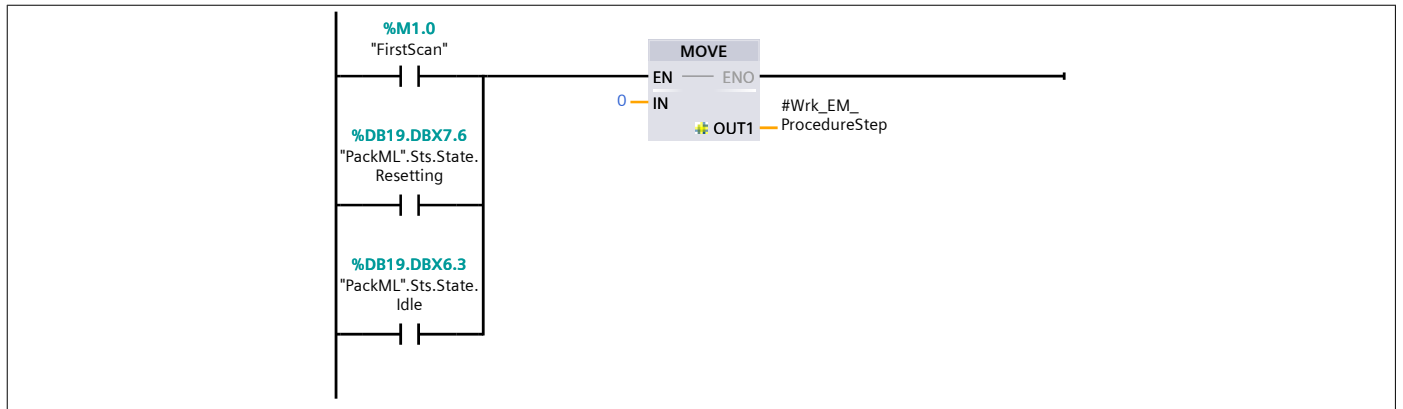 %M1.0
"FirstScan"
MOVE
EN
ENO
0
IN
OUT1
#Wrk_EM_
ProcedureStep
%DB19.DBX7.6
"PackML".Sts.State.
Resetting
%DB19.DBX6.3
"PackML".Sts.State.
Idle